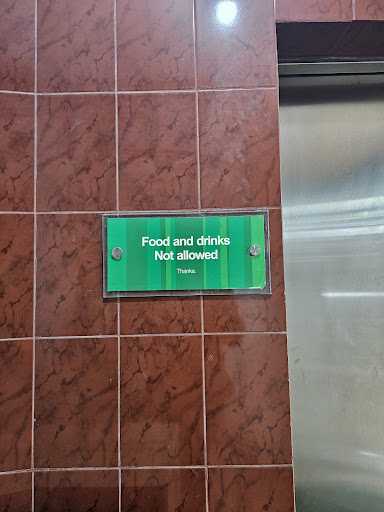 Food and drinks
Not allowed
Thanks.